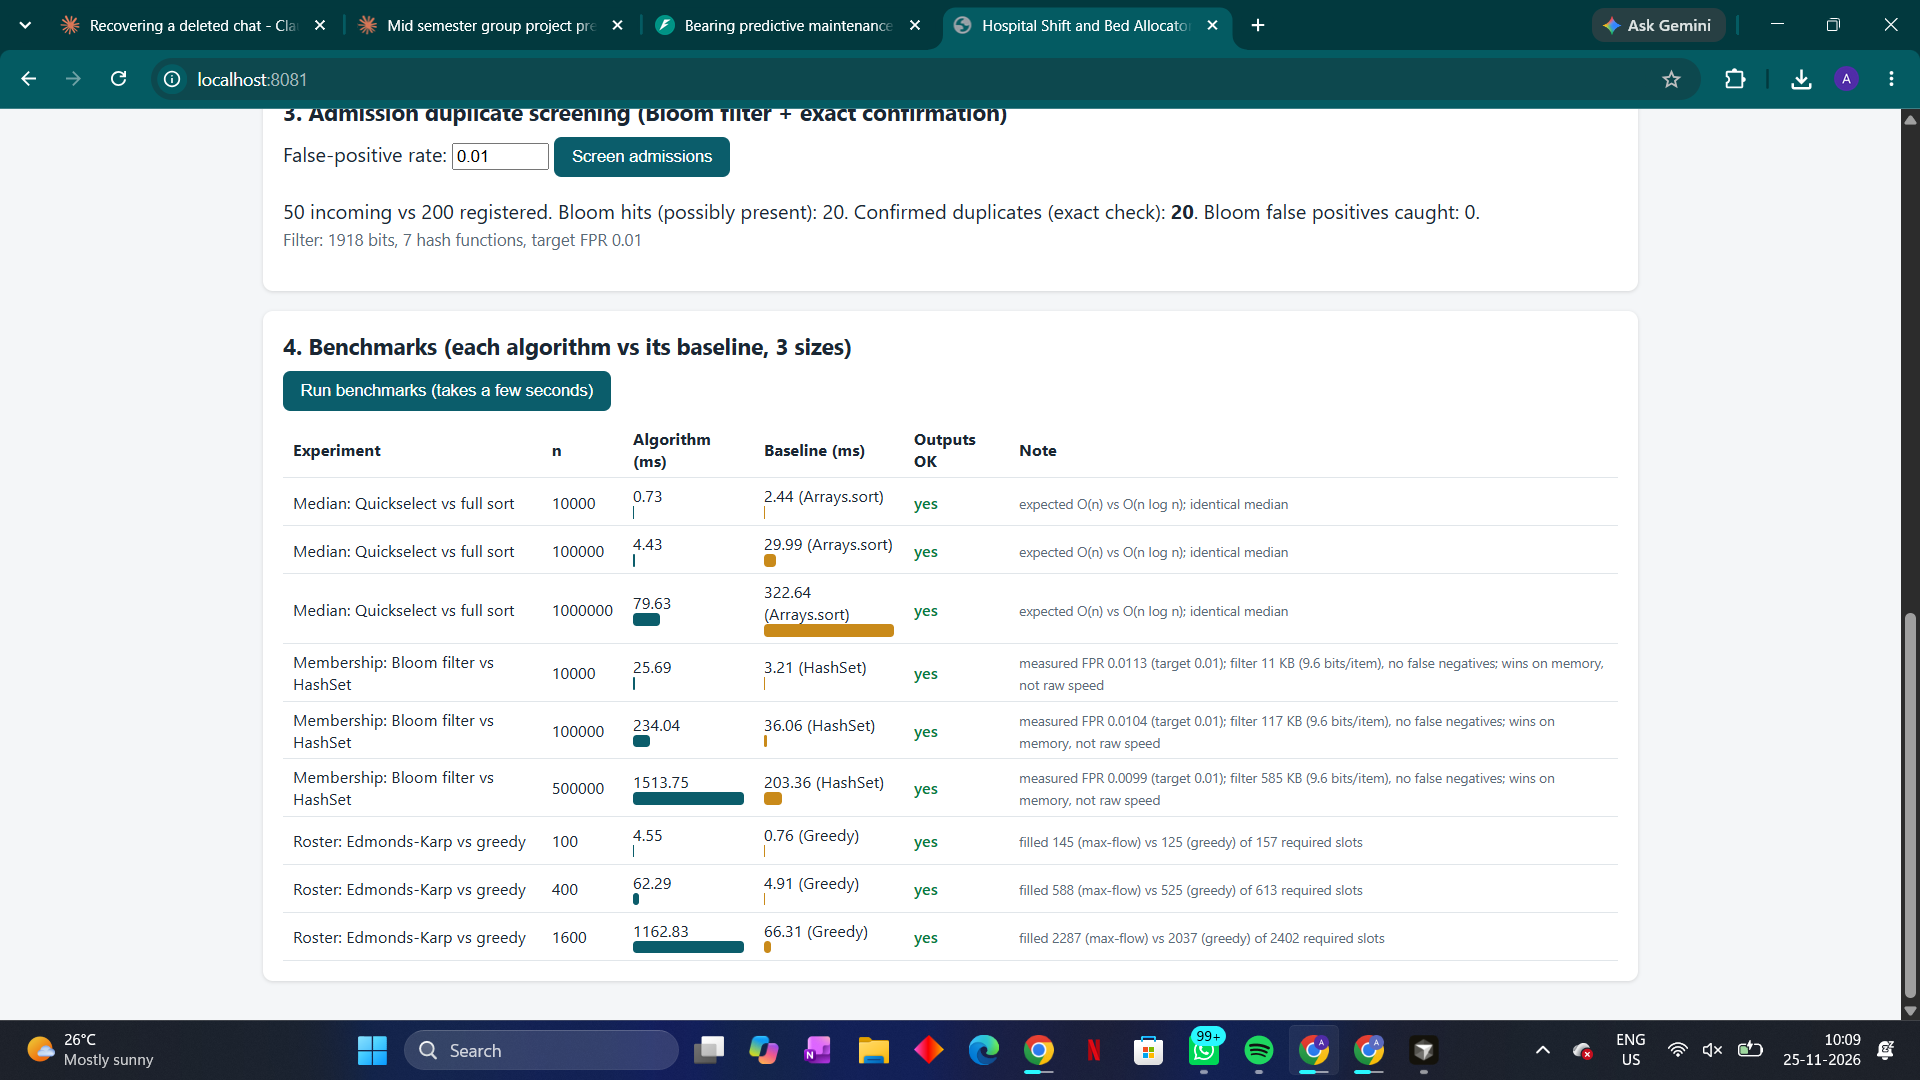 Recovering a deleted chat - Cla
Mid semester group project pre
Bearing predictive maintenance
Hospital Shift and Bed Allocato
Ask Gemini
localhost:8081
A
3. Admission duplicate screening (Bloom filter + exact confirmation)
False-positive rate: 0.01 Screen admissions
50 incoming vs 200 registered. Bloom hits (possibly present): 20. Confirmed duplicates (exact check): 20. Bloom false positives caught: 0.
Filter: 1918 bits, 7 hash functions, target FPR 0.01
4. Benchmarks (each algorithm vs its baseline, 3 sizes)
Run benchmarks (takes a few seconds)
Experiment n Algorithm (ms) Baseline (ms) Outputs OK Note
Median: Quickselect vs full sort 10000 0.73 2.44 (Arrays.sort) yes expected O(n) vs O(n log n); identical median
Median: Quickselect vs full sort 100000 4.43 29.99 (Arrays.sort) yes expected O(n) vs O(n log n); identical median
Median: Quickselect vs full sort 1000000 79.63 322.64 (Arrays.sort) yes expected O(n) vs O(n log n); identical median
Membership: Bloom filter vs HashSet 10000 25.69 3.21 (HashSet) yes measured FPR 0.0113 (target 0.01); filter 11 KB (9.6 bits/item), no false negatives; wins on memory, not raw speed
Membership: Bloom filter vs HashSet 100000 234.04 36.06 (HashSet) yes measured FPR 0.0104 (target 0.01); filter 117 KB (9.6 bits/item), no false negatives; wins on memory, not raw speed
Membership: Bloom filter vs HashSet 500000 1513.75 203.36 (HashSet) yes measured FPR 0.0099 (target 0.01); filter 585 KB (9.6 bits/item), no false negatives; wins on memory, not raw speed
Roster: Edmonds-Karp vs greedy 100 4.55 0.76 (Greedy) yes filled 145 (max-flow) vs 125 (greedy) of 157 required slots
Roster: Edmonds-Karp vs greedy 400 62.29 4.91 (Greedy) yes filled 588 (max-flow) vs 525 (greedy) of 613 required slots
Roster: Edmonds-Karp vs greedy 1600 1162.83 66.31 (Greedy) yes filled 2287 (max-flow) vs 2037 (greedy) of 2402 required slots
26°C
Mostly sunny
Search
99+
ENG
US
10:09
25-11-2026